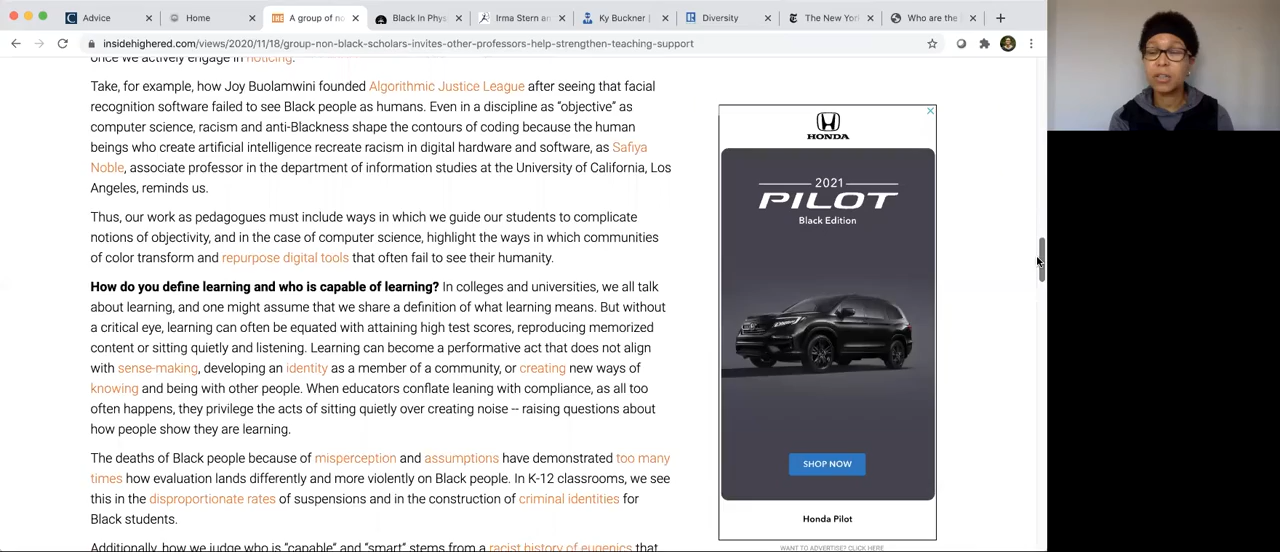 Advice
Home
A group of no
Black In Phys
Irma Stern an
Ky Buckner |
Diversity
The New York
Who are the
insidehighered.com/views/2020/11/18/group-non-black-scholars-invites-other-professors-help-strengthen-teaching-support
once we actively engage in noticing.
Take, for example, how Joy Buolamwini founded Algorithmic Justice League after seeing that facial
recognition software failed to see Black people as humans. Even in a discipline as “objective” as
computer science, racism and anti-Blackness shape the contours of coding because the human
beings who create artificial intelligence recreate racism in digital hardware and software, as Safiya
Noble, associate professor in the department of information studies at the University of California, Los
Angeles, reminds us.
Thus, our work as pedagogues must include ways in which we guide our students to complicate
notions of objectivity, and in the case of computer science, highlight the ways in which communities
of color transform and repurpose digital tools that often fail to see their humanity.
How do you define learning and who is capable of learning? In colleges and universities, we all talk
about learning, and one might assume that we share a definition of what learning means. But without
a critical eye, learning can often be equated with attaining high test scores, reproducing memorized
content or sitting quietly and listening. Learning can become a performative act that does not align
with sense-making, developing an identity as a member of a community, or creating new ways of
knowing and being with other people. When educators conflate leaning with compliance, as all too
often happens, they privilege the acts of sitting quietly over creating noise -- raising questions about
how people show they are learning.
The deaths of Black people because of misperception and assumptions have demonstrated too many
times how evaluation lands differently and more violently on Black people. In K-12 classrooms, we see
this in the disproportionate rates of suspensions and in the construction of criminal identities for
Black students.
Additionally, how we judge who is “capable” and “smart” stems from a racist history of eugenics that
HONDA
2021
PILOT
Black Edition
SHOP NOW
Honda Pilot
WANT TO ADVERTISE? CLICK HERE